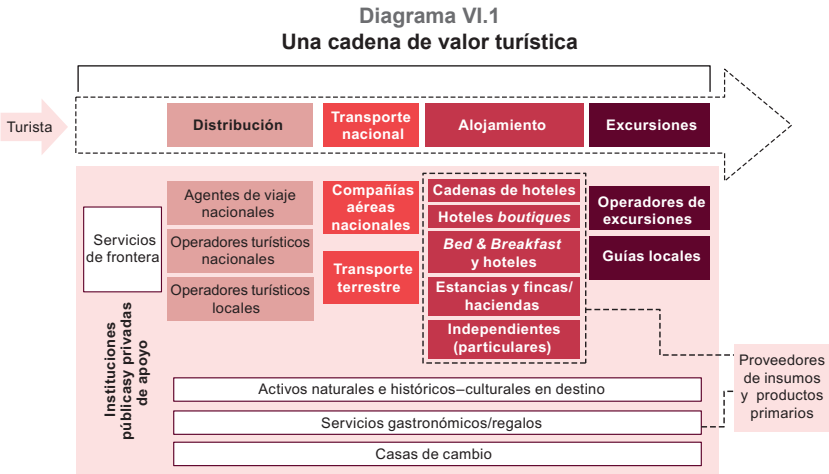 Diagrama VI.1
Una cadena de valor turística
Turista
Distribución
Transporte
nacional
Alojamiento
Excursiones
Servicios
de frontera
Agentes de viaje
nacionales
Operadores turísticos
nacionales
Operadores turísticos
locales
Compañías
aéreas
nacionales
Transporte
terrestre
Cadenas de hoteles
Hoteles boutiques
Bed & Breakfast
y hoteles
Estancias y fincas/
haciendas
Independientes
(particulares)
Operadores de
excursiones
Guías locales
Instituciones
públicasy privadas
de apoyo
Activos naturales e históricos–culturales en destino
Servicios gastronómicos/regalos
Casas de cambio
Proveedores
de insumos
y productos
primarios